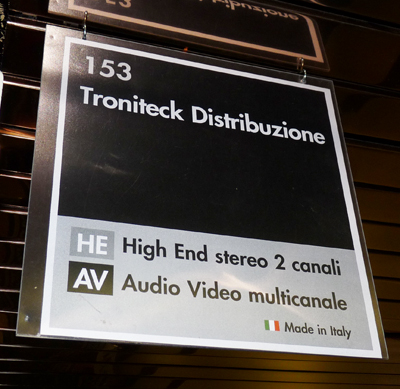 153
Troniteck Distribuzione
HE High End stereo 2 canali
AV Audio Video multicanale
Made in Italy